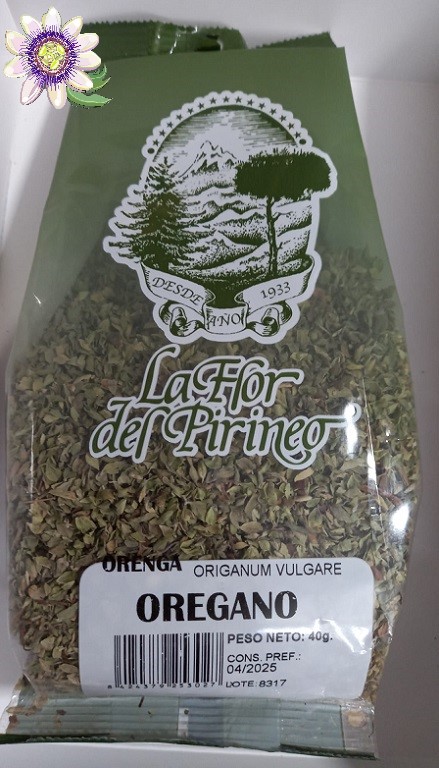 DESDE
AÑO
1933
La Flor
del Pirineo
ORENGA ORIGANUM VULGARE
OREGANO
PESO NETO: 40g.
CONS. PREF.:
04/2025
LOTE:8317